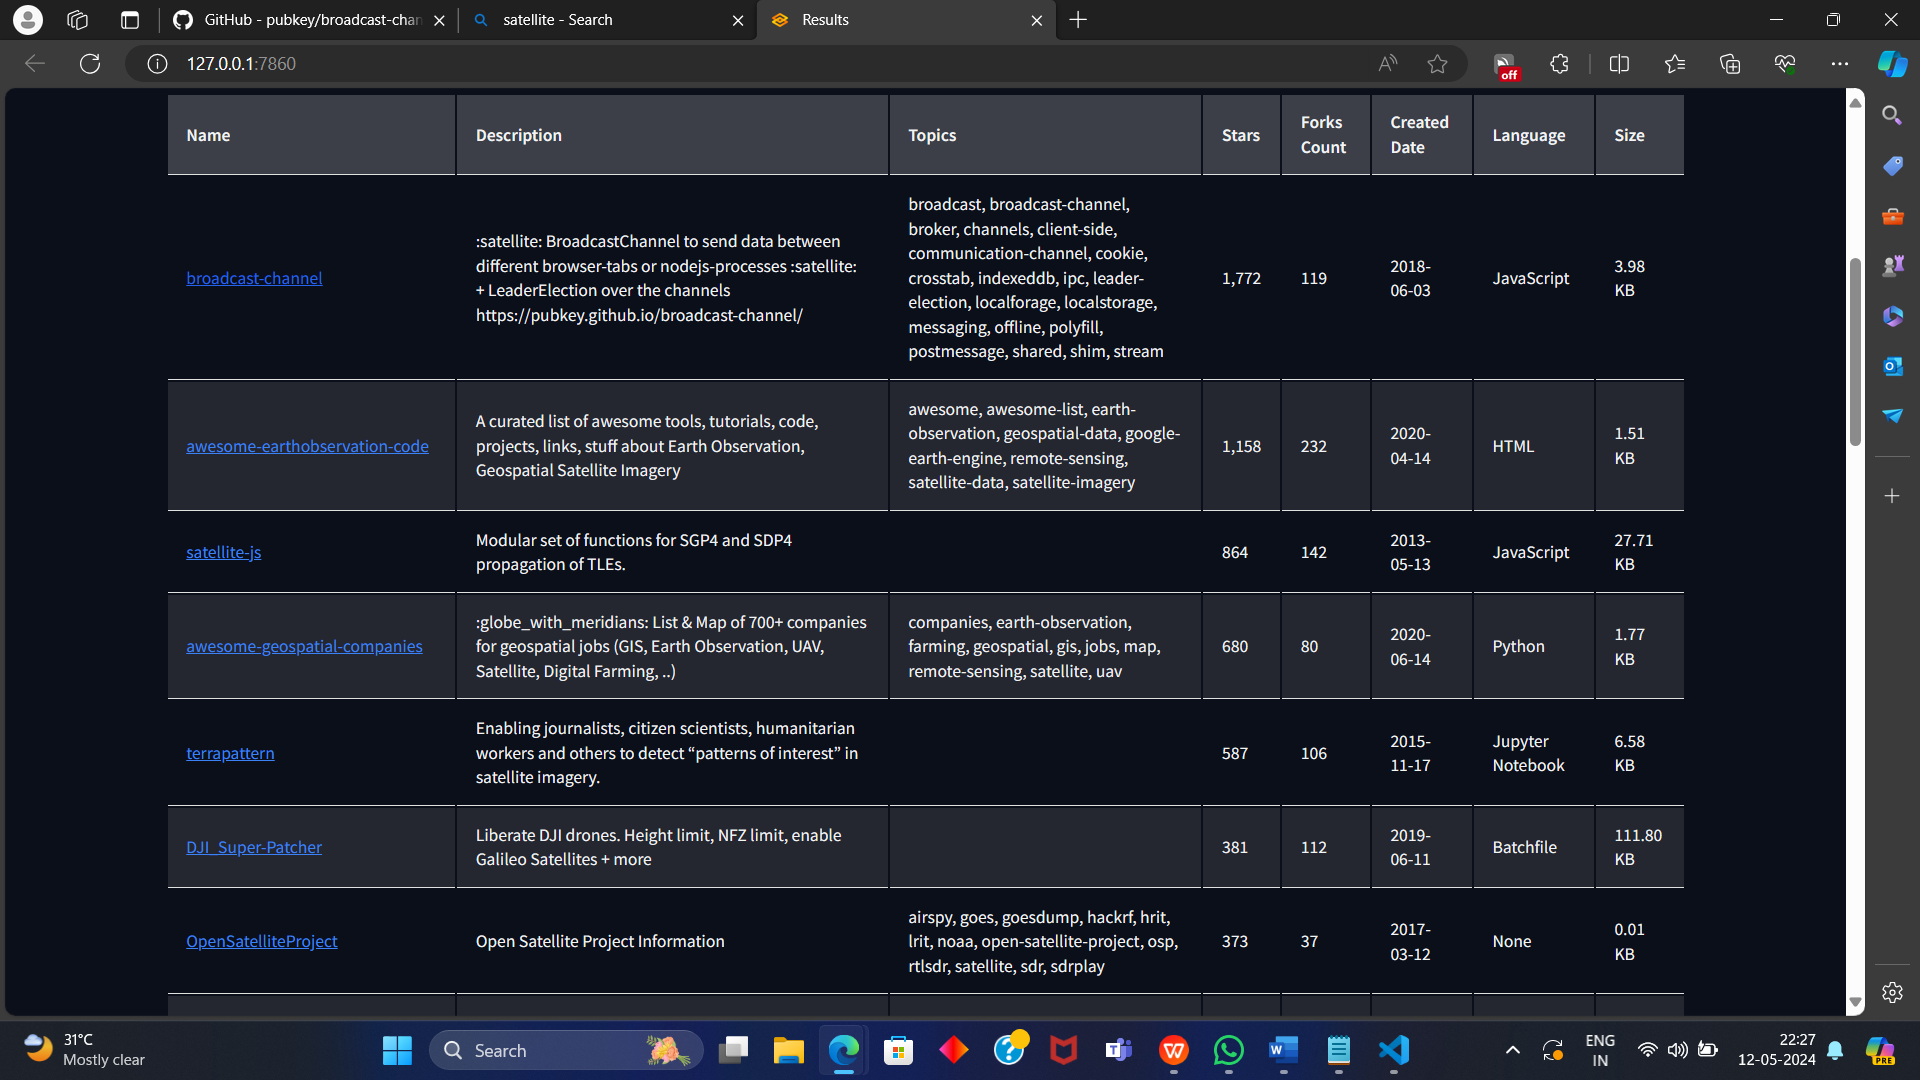 GitHub - pubkey/broadcast-chan
satellite - Search
Results
127.0.0.1:7860
off
Name
Description
Topics
Stars
Forks
Count
Created
Date
Language
Size
broadcast-channel
:satellite: BroadcastChannel to send data between
different browser-tabs or nodejs-processes :satellite:
+ LeaderElection over the channels
https://pubkey.github.io/broadcast-channel/
broadcast, broadcast-channel,
broker, channels, client-side,
communication-channel, cookie,
crosstab, indexeddb, ipc, leader-
election, localforage, localstorage,
messaging, offline, polyfill,
postmessage, shared, shim, stream
1,772
119
2018-
06-03
JavaScript
3.98
KB
awesome-earthobservation-code
A curated list of awesome tools, tutorials, code,
projects, links, stuff about Earth Observation,
Geospatial Satellite Imagery
awesome, awesome-list, earth-
observation, geospatial-data, google-
earth-engine, remote-sensing,
satellite-data, satellite-imagery
1,158
232
2020-
04-14
HTML
1.51
KB
satellite-js
Modular set of functions for SGP4 and SDP4
propagation of TLEs.
864
142
2013-
05-13
JavaScript
27.71
KB
awesome-geospatial-companies
:globe_with_meridians: List & Map of 700+ companies
for geospatial jobs (GIS, Earth Observation, UAV,
Satellite, Digital Farming, ..)
companies, earth-observation,
farming, geospatial, gis, jobs, map,
remote-sensing, satellite, uav
680
80
2020-
06-14
Python
1.77
KB
terrapattern
Enabling journalists, citizen scientists, humanitarian
workers and others to detect “patterns of interest” in
satellite imagery.
587
106
2015-
11-17
Jupyter
Notebook
6.58
KB
DJI_Super-Patcher
Liberate DJI drones. Height limit, NFZ limit, enable
Galileo Satellites + more
381
112
2019-
06-11
Batchfile
111.80
KB
OpenSatelliteProject
Open Satellite Project Information
airspy, goes, goesdump, hackrf, hrit,
lrit, noaa, open-satellite-project, osp,
rtlsdr, satellite, sdr, sdrplay
373
37
2017-
03-12
None
0.01
KB
31°C
Mostly clear
Search
ENG
IN
22:27
12-05-2024
PRE